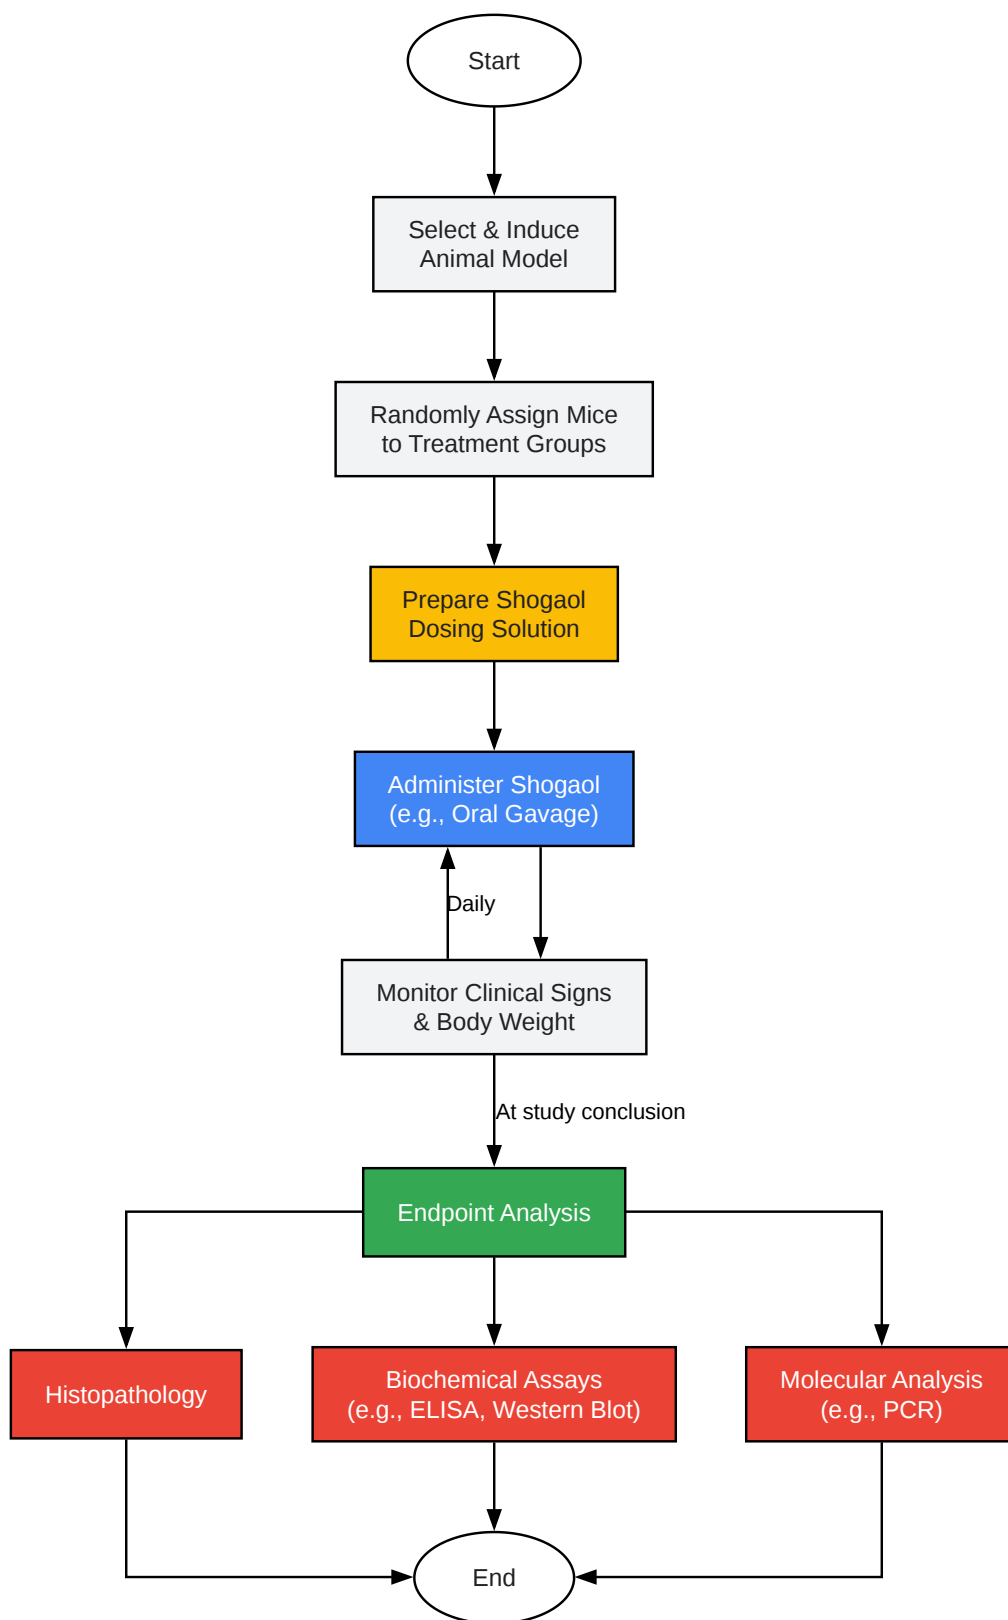 Start
Select & Induce
Animal Model
Randomly Assign Mice
to Treatment Groups
Prepare Shogaol
Dosing Solution
Administer Shogaol
(e.g., Oral Gavage)
Daily
Monitor Clinical Signs
& Body Weight
At study conclusion
Endpoint Analysis
Histopathology
Biochemical Assays
(e.g., ELISA, Western Blot)
Molecular Analysis
(e.g., PCR)
End